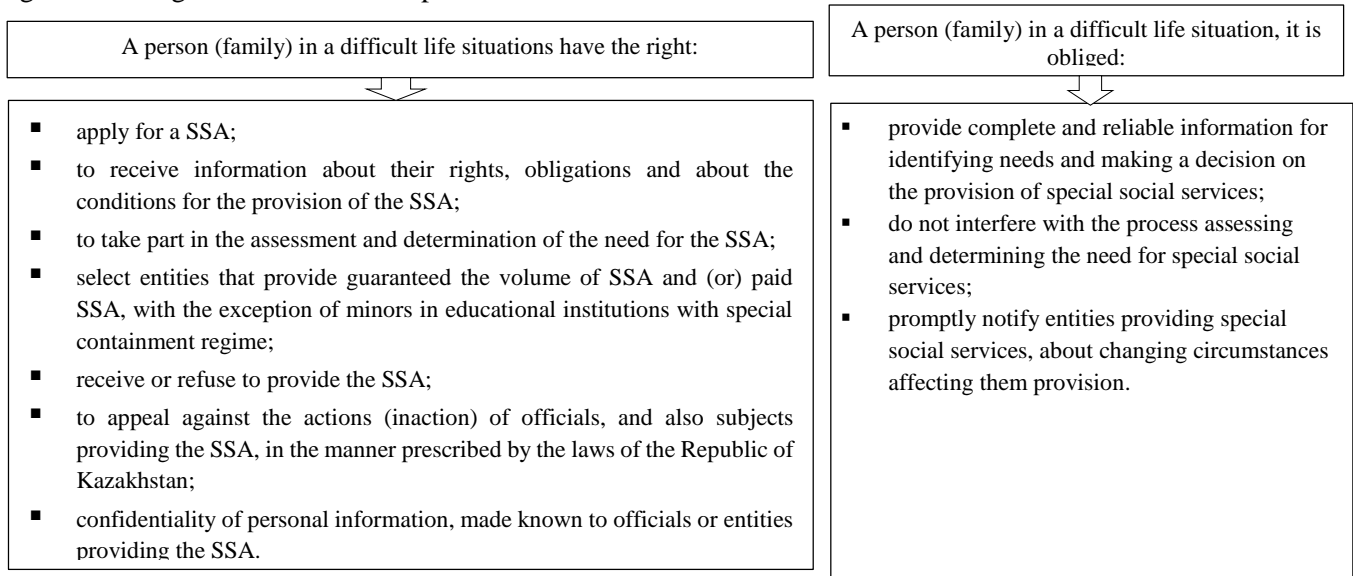 A person (family) in a difficult life situations have the right:
▪ apply for a SSA;
▪ to receive information about their rights, obligations and about the
conditions for the provision of the SSA;
▪ to take part in the assessment and determination of the need for the SSA;
▪ select entities that provide guaranteed the volume of SSA and (or) paid
SSA, with the exception of minors in educational institutions with special
containment regime;
▪ receive or refuse to provide the SSA;
▪ to appeal against the actions (inaction) of officials, and also subjects
providing the SSA, in the manner prescribed by the laws of the Republic of
Kazakhstan;
▪ confidentiality of personal information, made known to officials or entities
providing the SSA.
A person (family) in a difficult life situation, it is
obliged:
▪ provide complete and reliable information for
identifying needs and making a decision on
the provision of special social services;
▪ do not interfere with the process assessing
and determining the need for special social
services;
▪ promptly notify entities providing special
social services, about changing circumstances
affecting them provision.